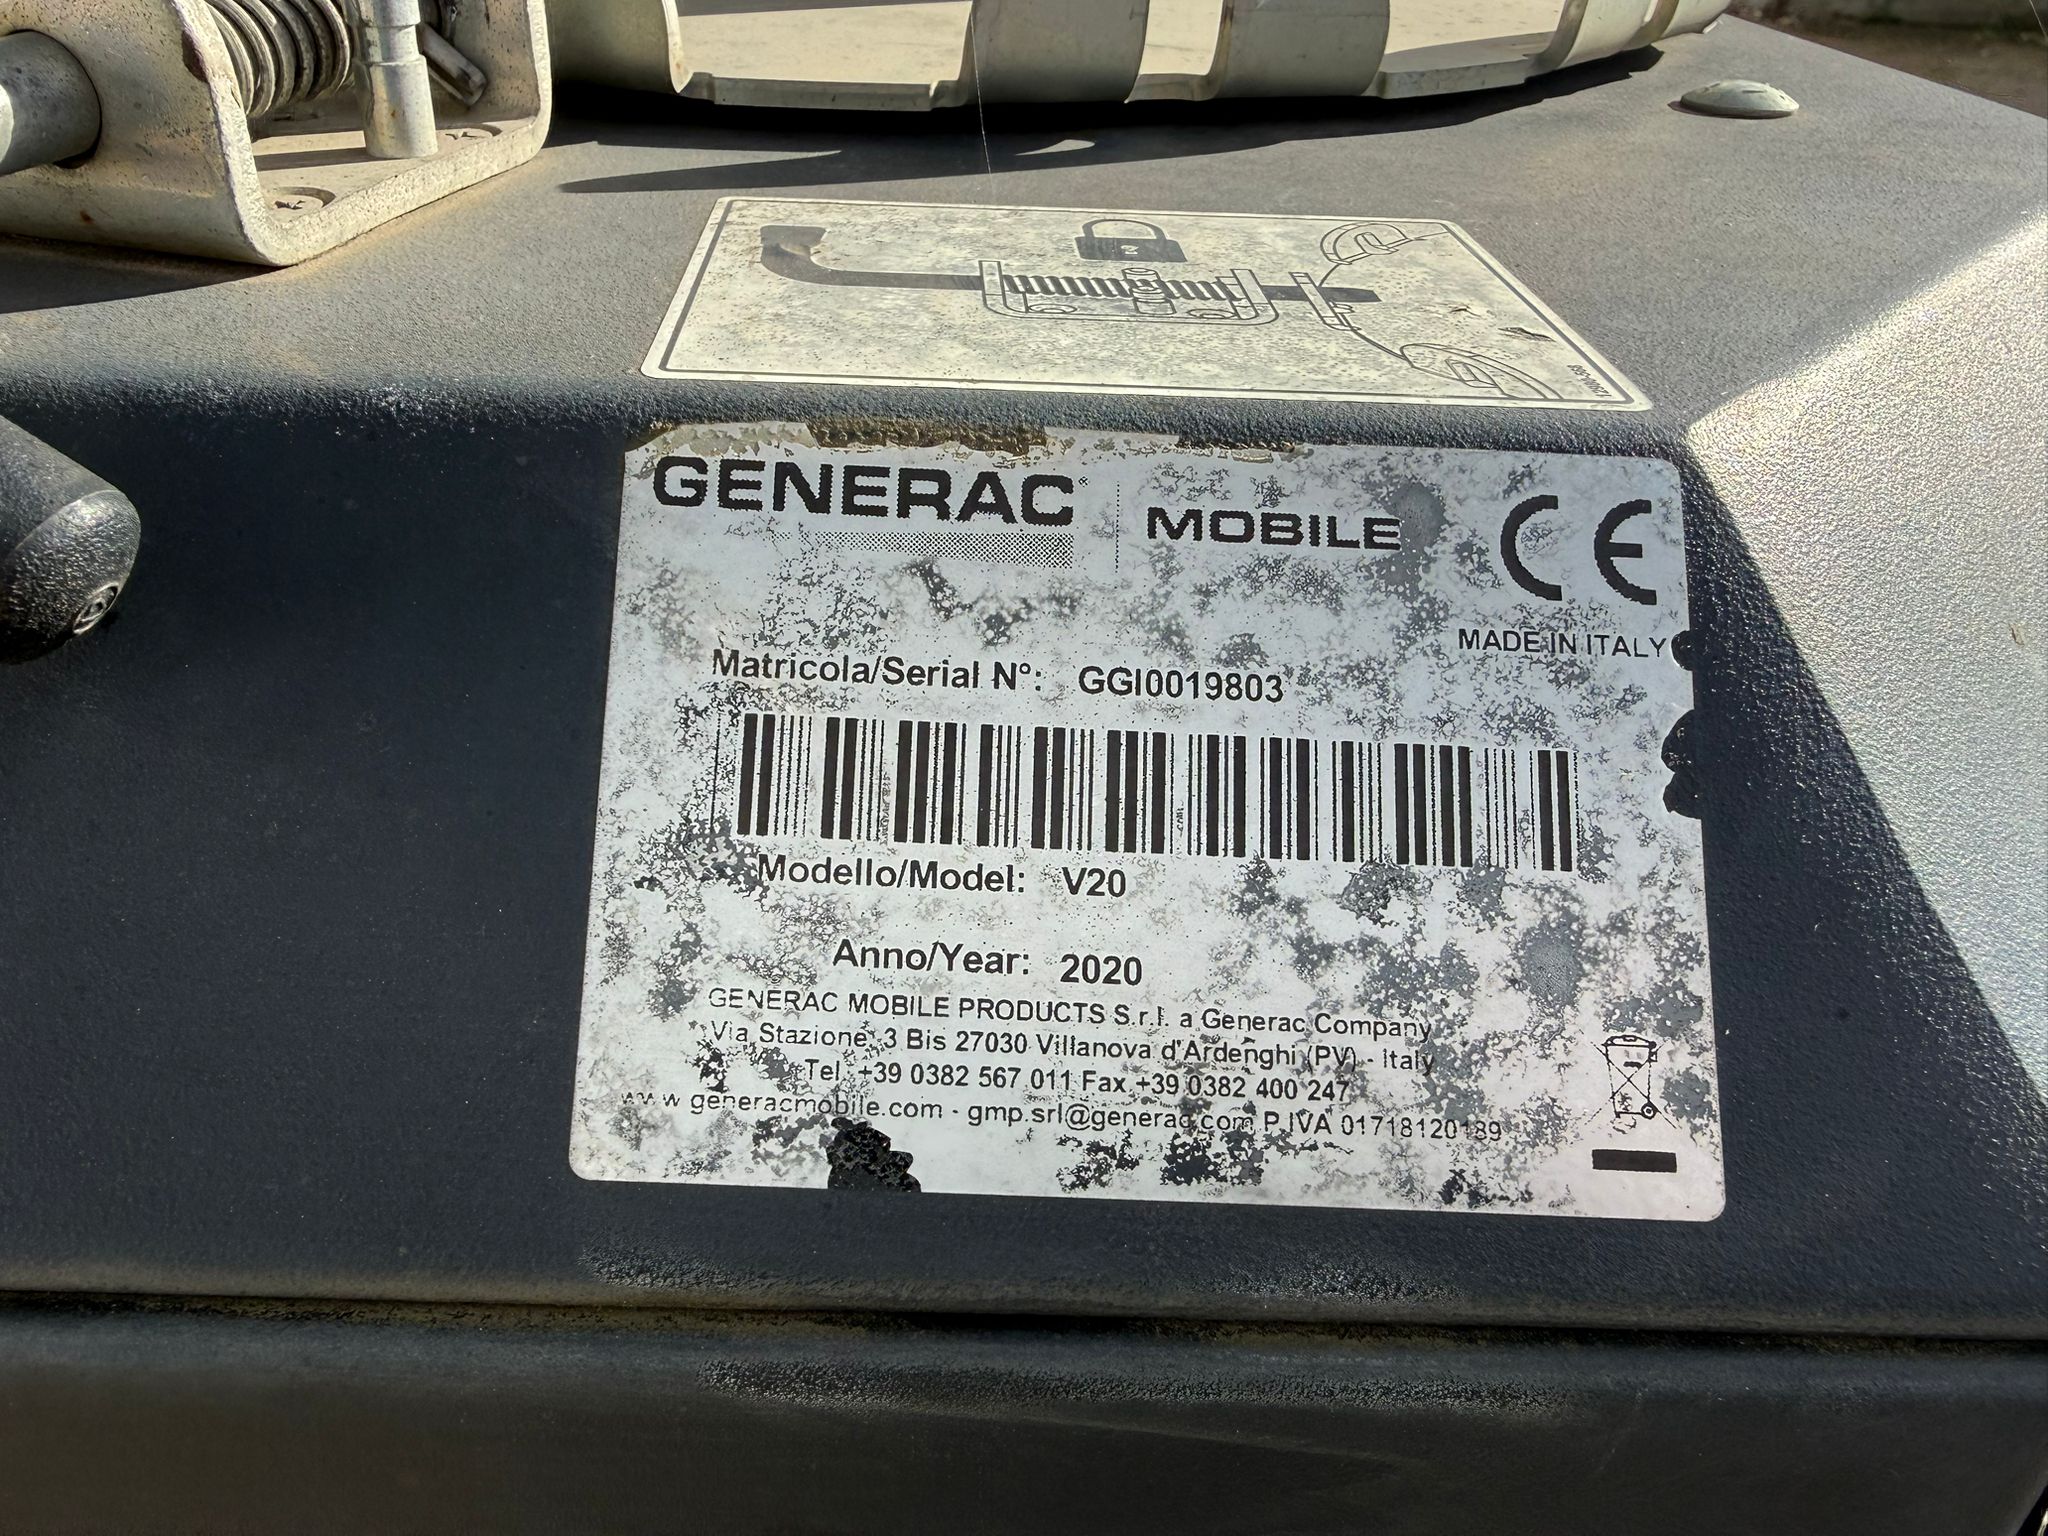 GENERAC® MOBILE CE
MADE IN ITALY
Matricola/Serial N°: GGI0019803
Modello/Model: V20
Anno/Year: 2020
GENERAC MOBILE PRODUCTS S.r.l. a Generac Company
Via Stazione 3 Bis 27030 Villanova d'Ardenghi (PV) - Italy
Tel. +39 0382 567 011 Fax +39 0382 400 247
www.generacmobile.com - gmp.srl@generac.com P.IVA 01718120189